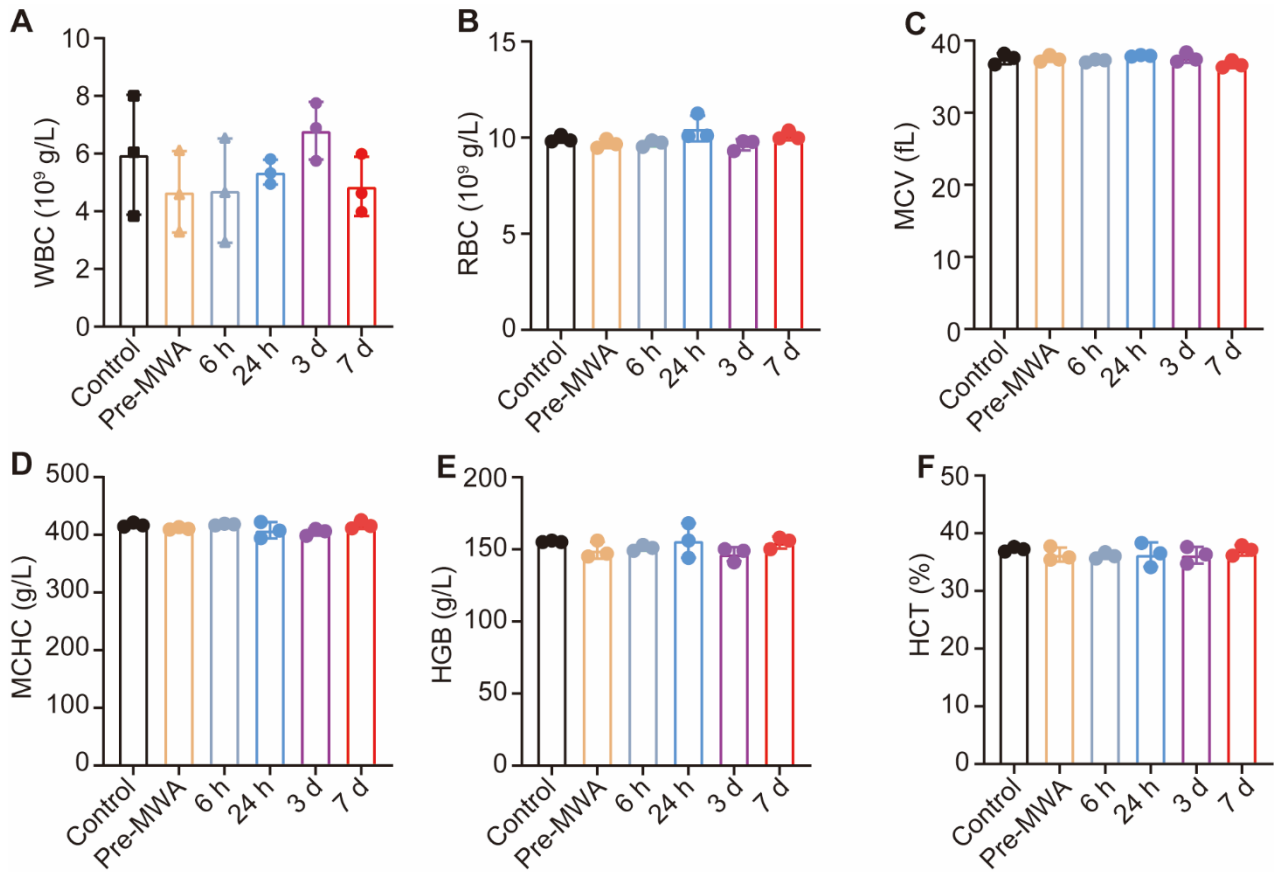 A
WBC (10⁹ g/L)
10
8
6
4
2
0
Control
Pre-MWA
6 h
24 h
3 d
7 d
B
RBC (10⁹ g/L)
15
10
5
0
Control
Pre-MWA
6 h
24 h
3 d
7 d
C
MCV (fL)
40
30
20
10
0
Control
Pre-MWA
6 h
24 h
3 d
7 d
D
MCHC (g/L)
500
400
300
200
100
0
Control
Pre-MWA
6 h
24 h
3 d
7 d
E
HGB (g/L)
200
150
100
50
0
Control
Pre-MWA
6 h
24 h
3 d
7 d
F
HCT (%)
50
40
30
20
10
0
Control
Pre-MWA
6 h
24 h
3 d
7 d